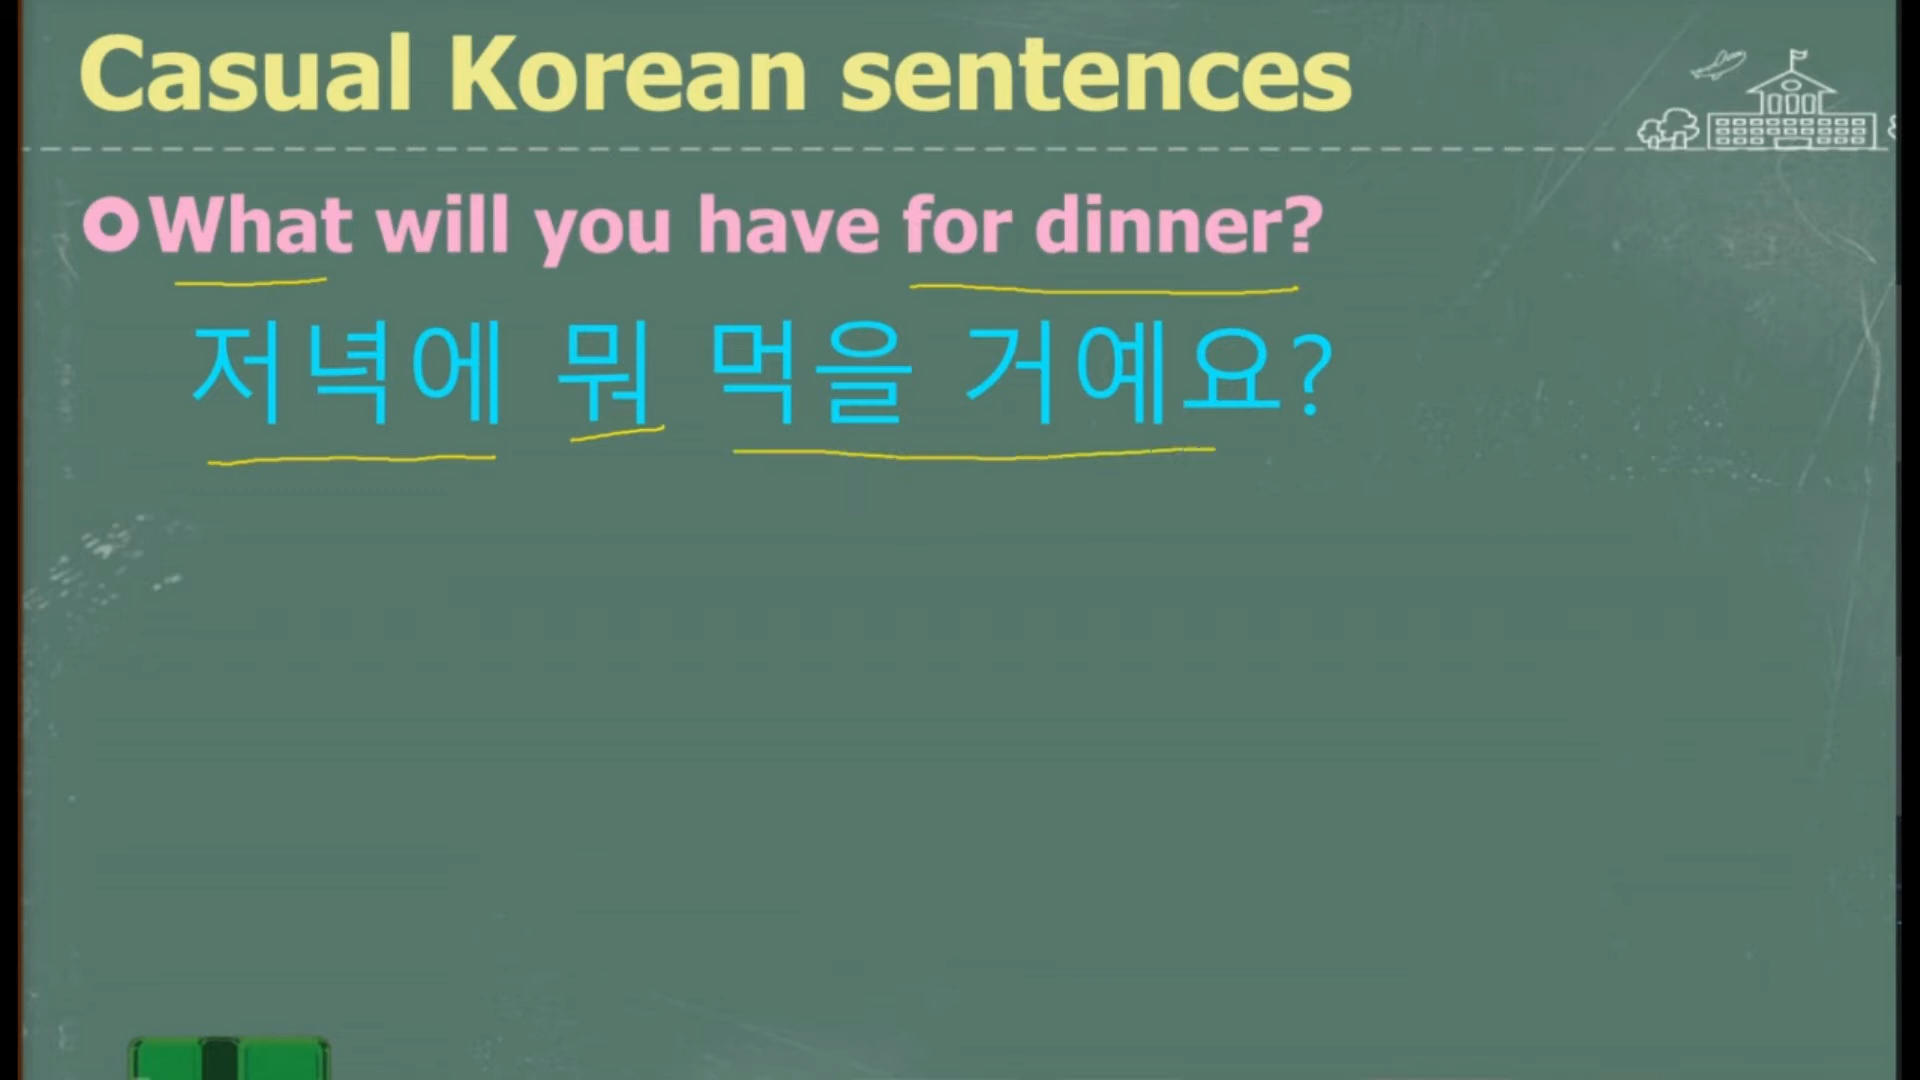 Casual Korean sentences
What will you have for dinner?
저녁에 뭐 먹을 거예요?